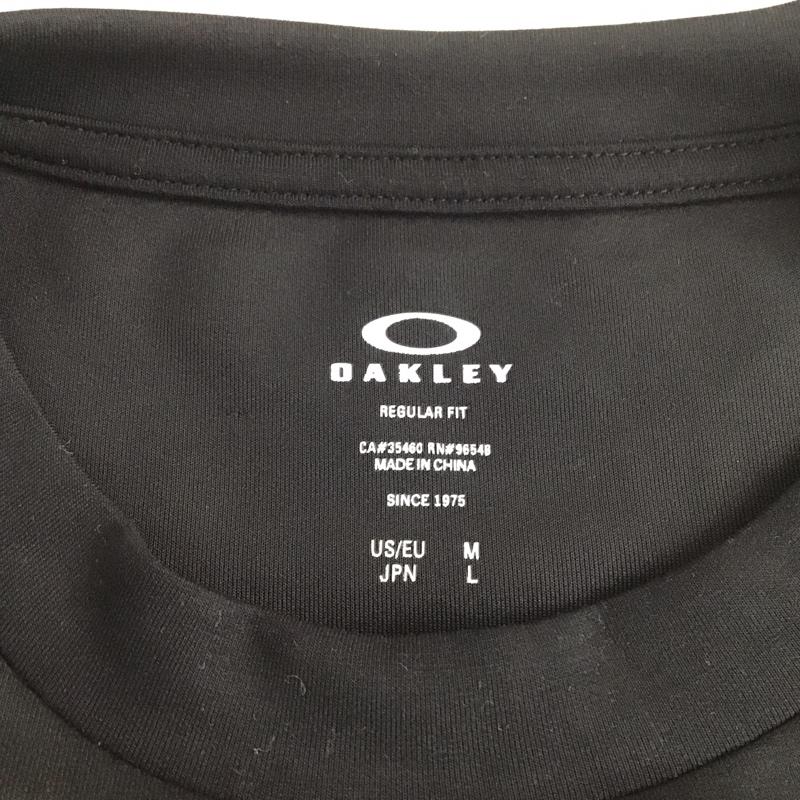 OAKLEY
REGULAR FIT
CA#35460 RN#96548
MADE IN CHINA
SINCE 1975
US/EU M
JPN L